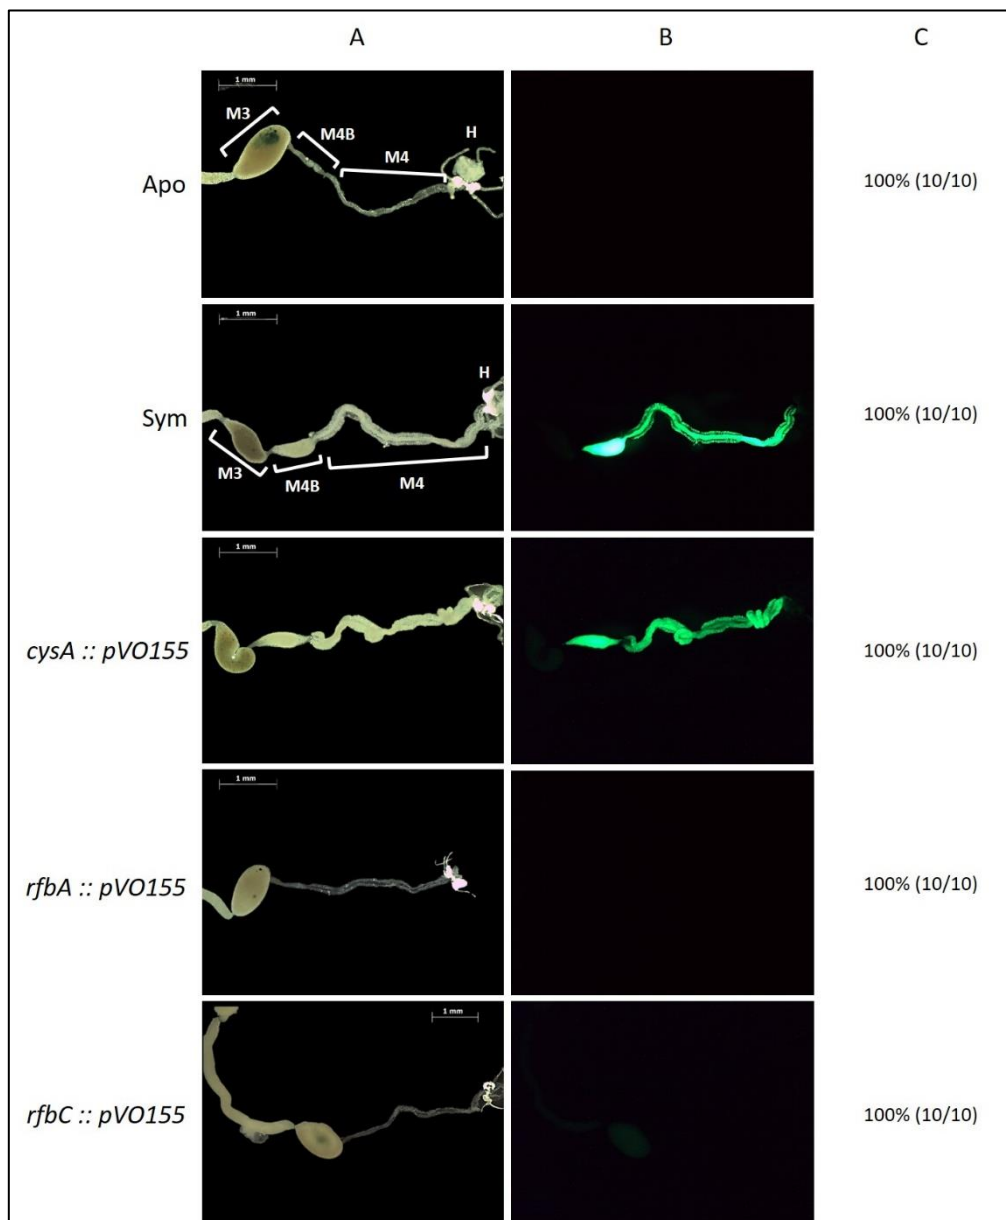 A B C
1 mm
M3
M4B
H
M4
Apo
100% (10/10)
1 mm
H
Sym
100% (10/10)
M3
M4B
M4
1 mm
cysA :: pVO155
100% (10/10)
1 mm
rfbA :: pVO155
100% (10/10)
1 mm
rfbC :: pVO155
100% (10/10)